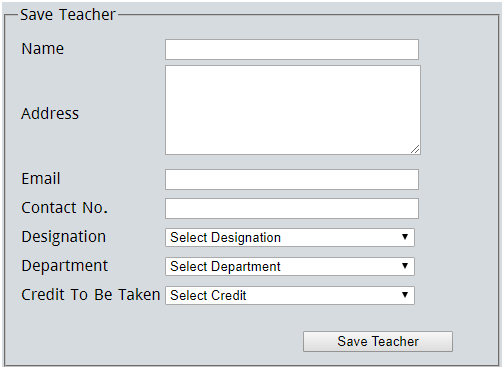 Save Teacher
Name
Address
Email
Contact No.
Designation Select Designation
Department Select Department
Credit To Be Taken Select Credit
Save Teacher